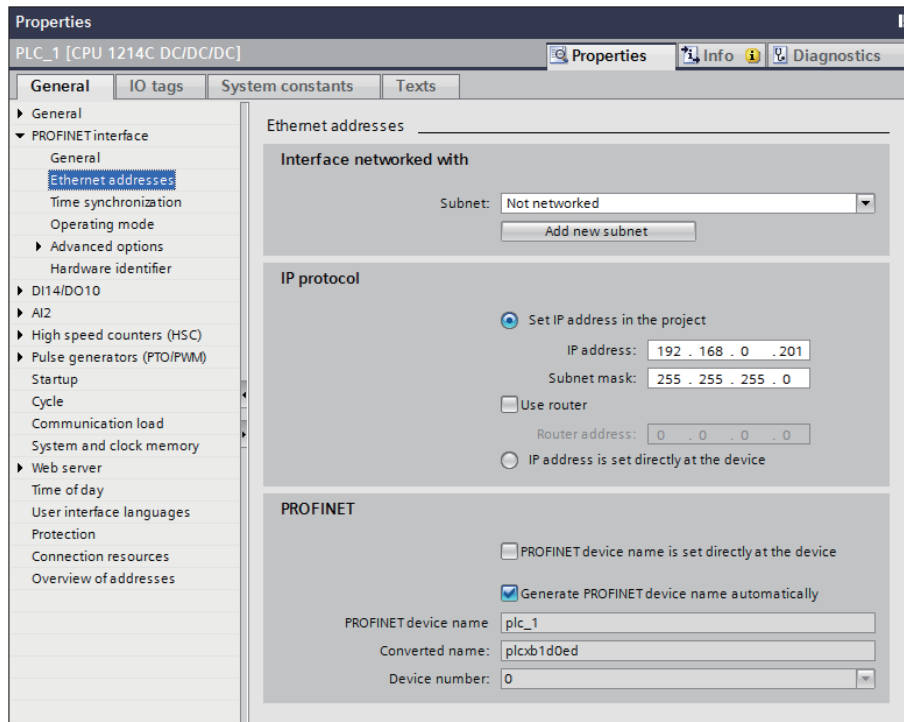 Properties
PLC_1 [CPU 1214C DC/DC/DC]
Properties Info Diagnostics
General IO tags System constants Texts
General
PROFINET interface
General
Ethernet addresses
Time synchronization
Operating mode
Advanced options
Hardware identifier
DI14/DO10
AI2
High speed counters (HSC)
Pulse generators (PTO/PWM)
Startup
Cycle
Communication load
System and clock memory
Web server
Time of day
User interface languages
Protection
Connection resources
Overview of addresses
Ethernet addresses
Interface networked with
Subnet: Not networked
Add new subnet
IP protocol
Set IP address in the project
IP address: 192 . 168 . 0 . 201
Subnet mask: 255 . 255 . 255 . 0
Use router
Router address: 0 . 0 . 0 . 0
IP address is set directly at the device
PROFINET
PROFINET device name is set directly at the device
Generate PROFINET device name automatically
PROFINET device name plc_1
Converted name: plcxb1d0ed
Device number: 0